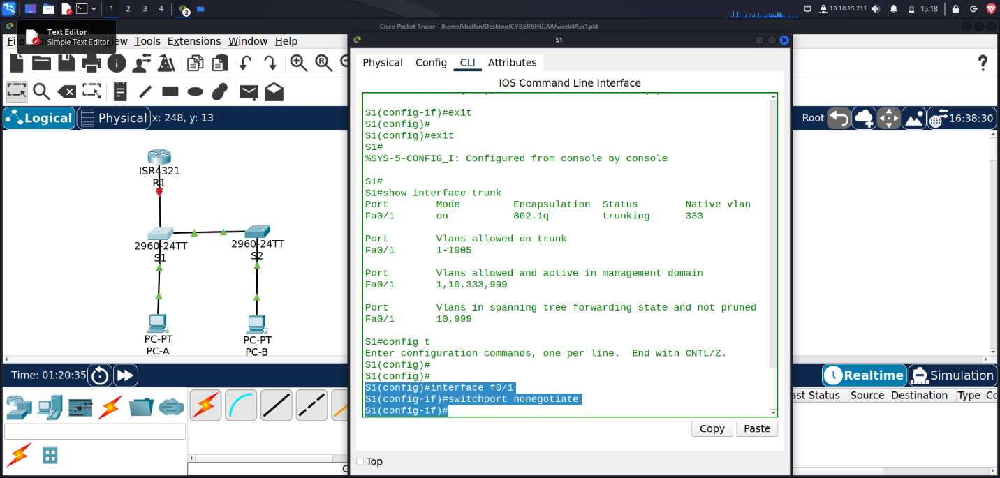 1 2 3 4 2 10.10.15.211 15:18
Cisco Packet Tracer - /home/khalfan/Desktop/CYBERSHUJAA/week4Ass1.pkt
Text Editor
Simple Text Editor
File View Tools Extensions Window Help
S1
Physical Config CLI Attributes
IOS Command Line Interface
S1(config-if)#exit
S1(config)#
S1(config)#exit
S1#
%SYS-5-CONFIG_I: Configured from console by console
S1#
S1#show interface trunk
Port Mode Encapsulation Status Native vlan
Fa0/1 on 802.1q trunking 333
Port Vlans allowed on trunk
Fa0/1 1-1005
Port Vlans allowed and active in management domain
Fa0/1 1,10,333,999
Port Vlans in spanning tree forwarding state and not pruned
Fa0/1 10,999
S1#config t
Enter configuration commands, one per line. End with CNTL/Z.
S1(config)#
S1(config)#
S1(config)#interface f0/1
S1(config-if)#switchport nonegotiate
S1(config-if)#
Copy Paste
Top
Logical Physical x: 248, y: 13
Root 16:38:30
ISR4321
R1
2960-24TT
S1
2960-24TT
S2
PC-PT
PC-A
PC-PT
PC-B
Time: 01:20:35
Realtime Simulation
ast Status Source Destination Type